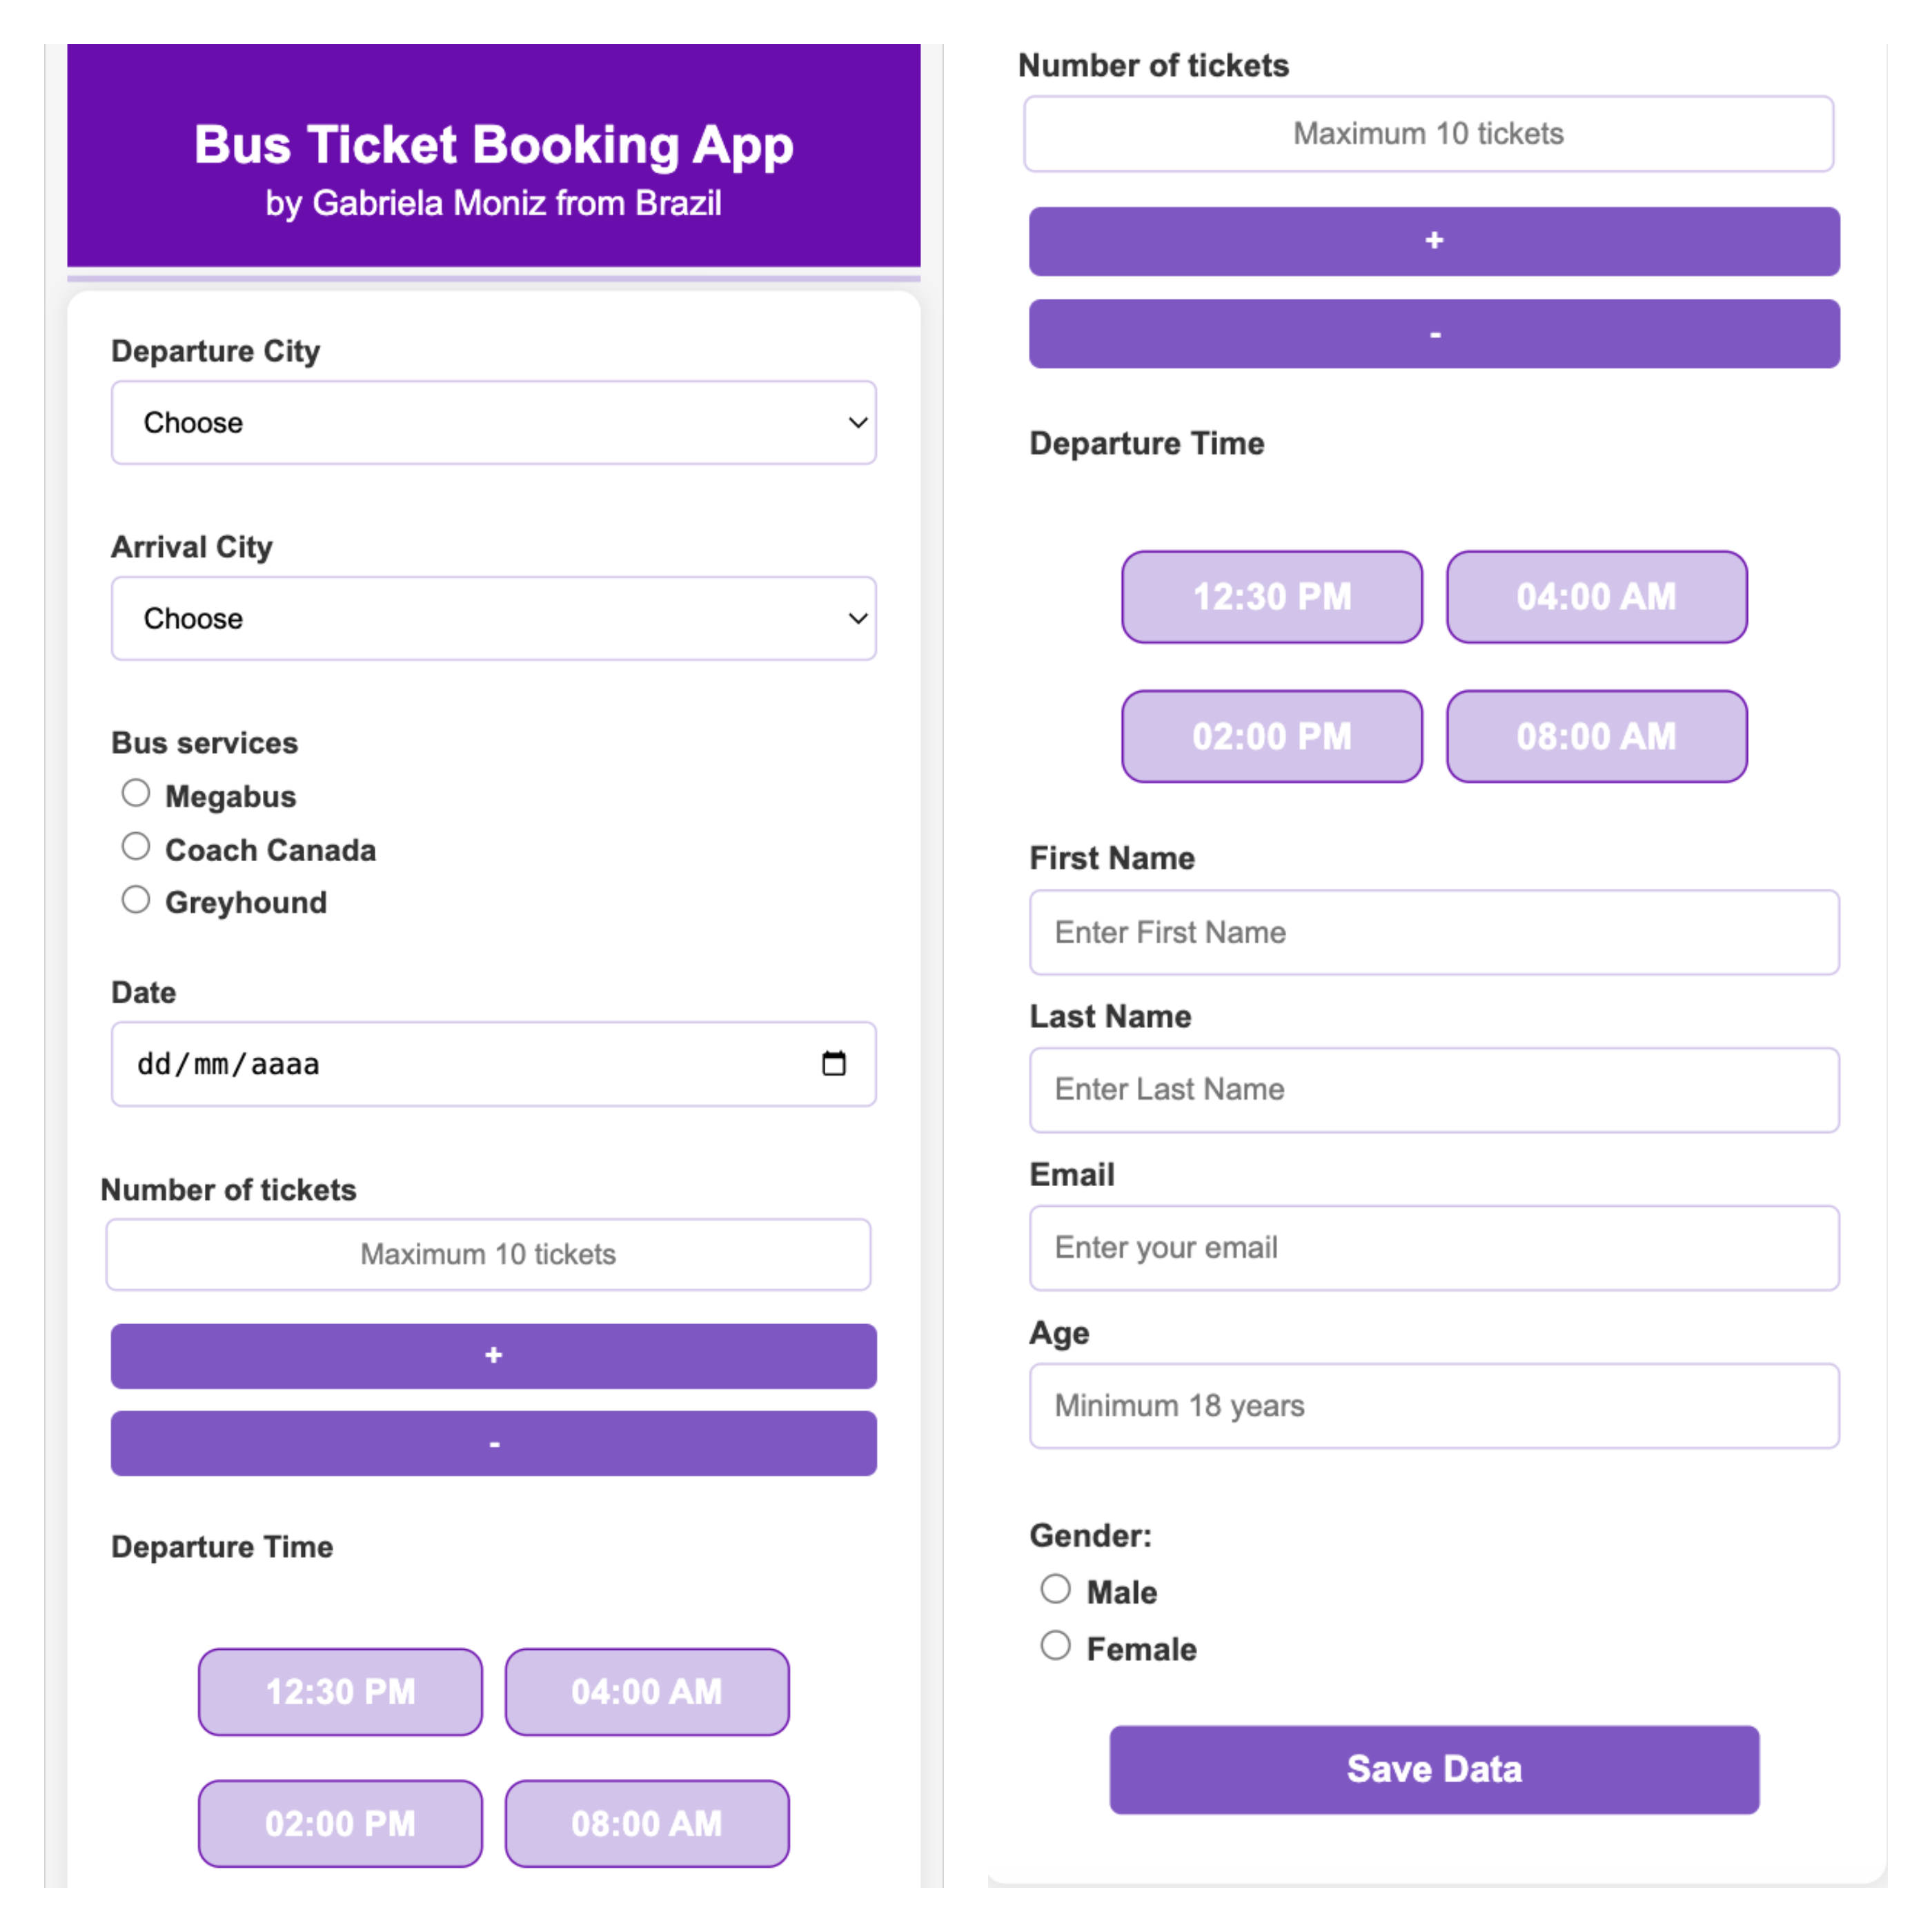 Bus Ticket Booking App
by Gabriela Moniz from Brazil
Departure City
Choose
Arrival City
Choose
Bus services
Megabus
Coach Canada
Greyhound
Date
dd/mm/aaaa
Number of tickets
Maximum 10 tickets
+
-
Departure Time
12:30 PM 04:00 AM
02:00 PM 08:00 AM
Number of tickets
Maximum 10 tickets
+
-
Departure Time
12:30 PM 04:00 AM
02:00 PM 08:00 AM
First Name
Enter First Name
Last Name
Enter Last Name
Email
Enter your email
Age
Minimum 18 years
Gender:
Male
Female
Save Data